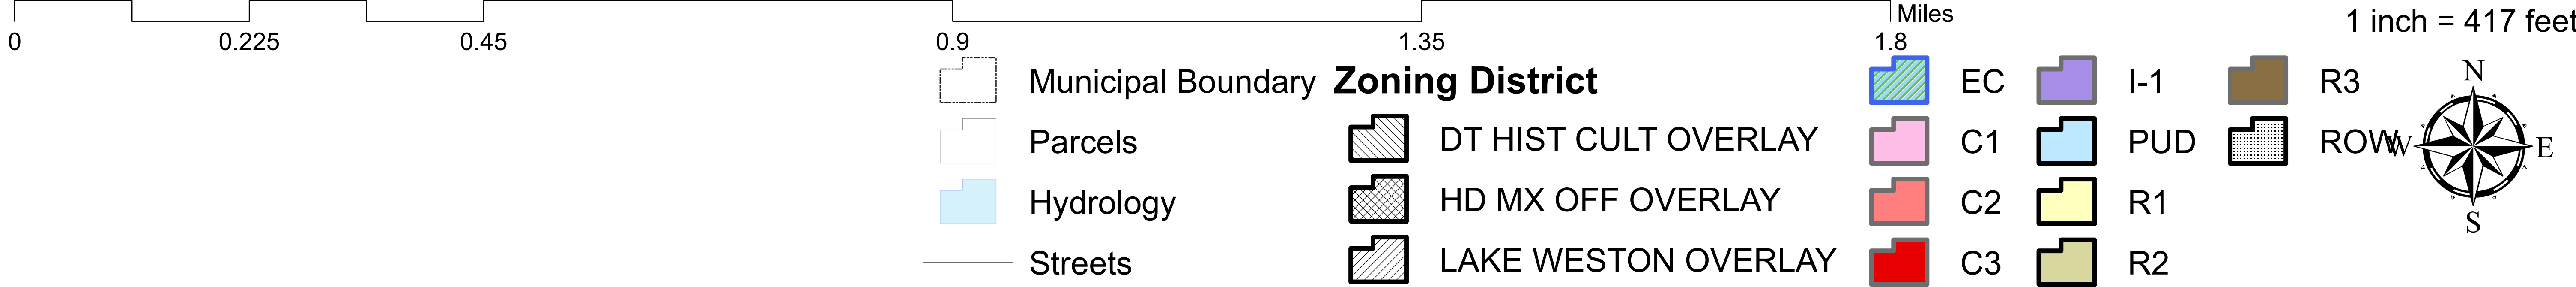 Miles
1 inch = 417 feet
0 0.225 0.45 0.9 1.35 1.8
Municipal Boundary
Parcels
Hydrology
Streets
Zoning District
DT HIST CULT OVERLAY
HD MX OFF OVERLAY
LAKE WESTON OVERLAY
EC
C1
C2
C3
I-1
PUD
R1
R2
R3
ROW
N
W E
S